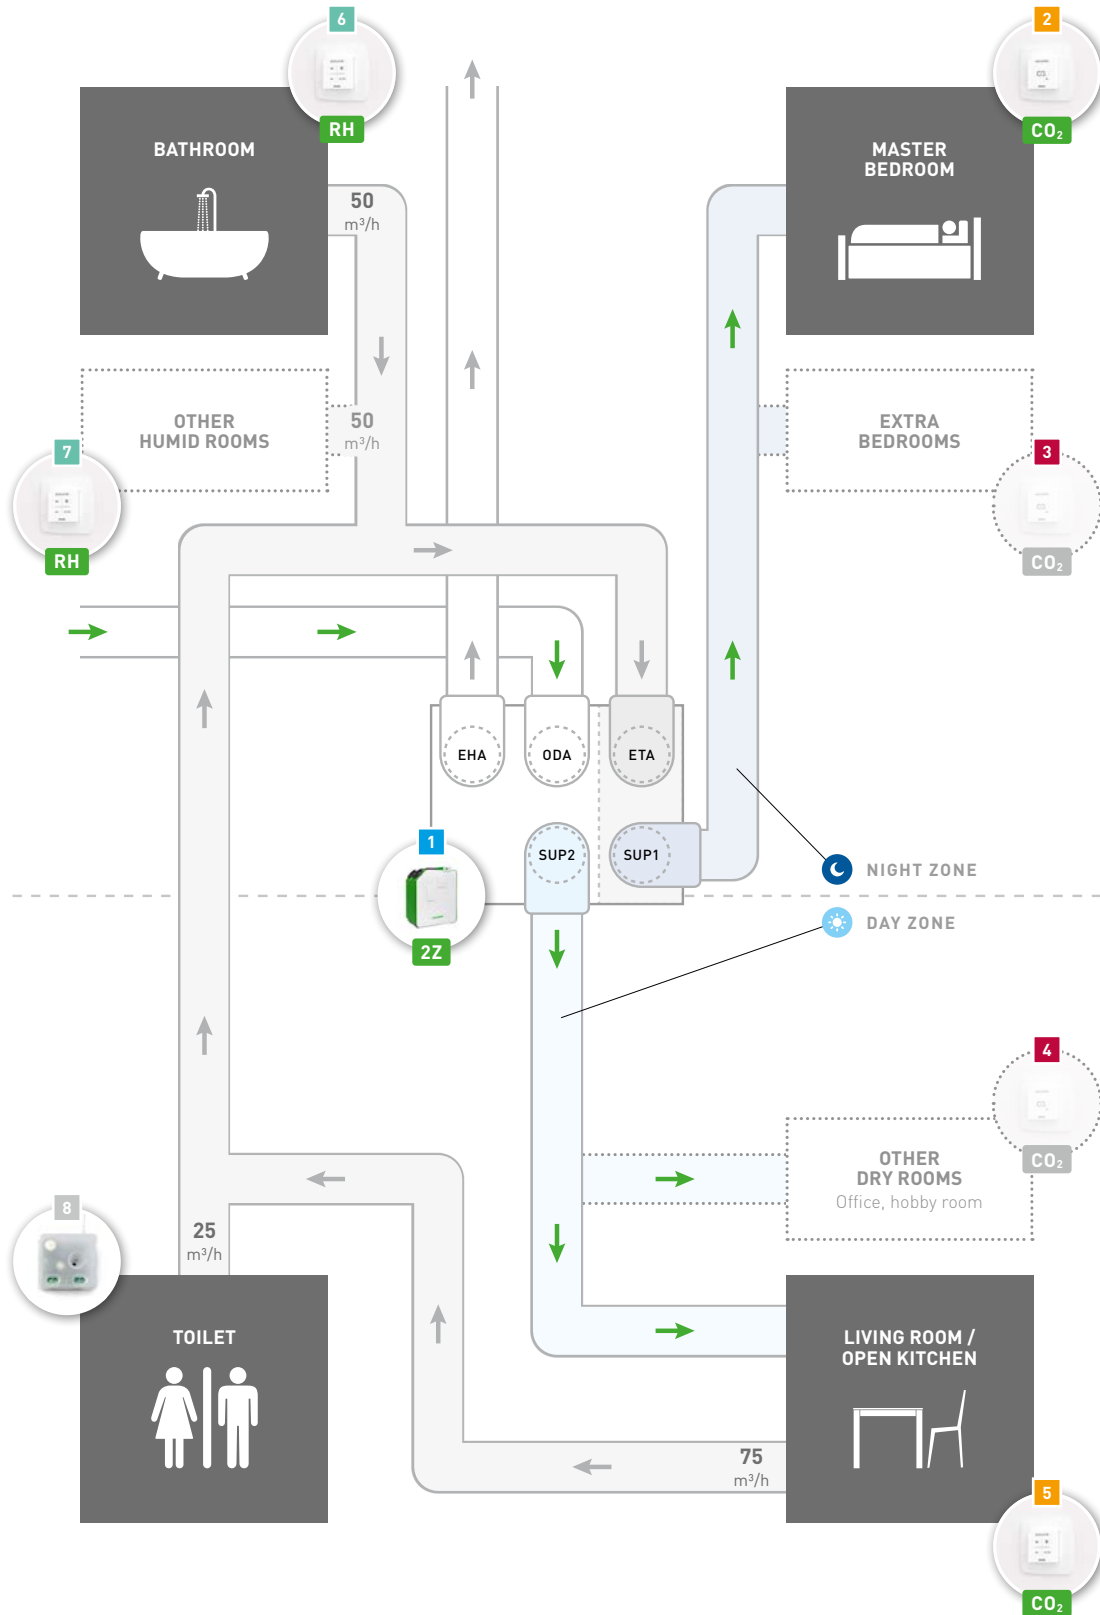 6
RH
BATHROOM
50
m³/h
2
CO₂
MASTER
BEDROOM
OTHER
HUMID ROOMS
50
m³/h
7
RH
EXTRA
BEDROOMS
3
CO₂
EHA
ODA
ETA
SUP2
SUP1
1
2Z
NIGHT ZONE
DAY ZONE
4
CO₂
OTHER
DRY ROOMS
Office, hobby room
8
25
m³/h
TOILET
LIVING ROOM /
OPEN KITCHEN
75
m³/h
5
CO₂